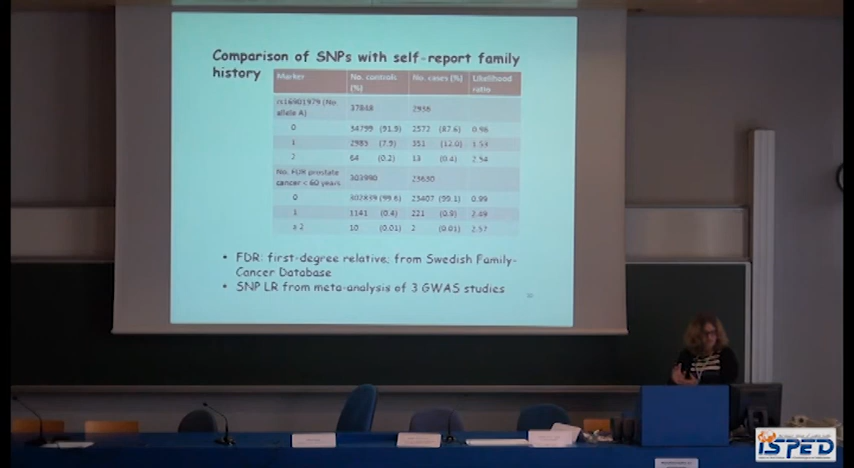 Comparison of SNPs with self-report family
history
Marker No. controls (%) No. cases (%) Likelihood ratio
rs16901979 (No allele A) 37848 2936
0 34799 (91.9) 2572 (87.6) 0.96
1 2985 (7.9) 351 (12.0) 1.53
2 64 (0.2) 13 (0.4) 2.54
No. FDR prostate cancer < 60 years 303990 23630
0 302839 (99.6) 23407 (99.1) 0.99
1 1141 (0.4) 221 (0.9) 2.49
≥ 2 10 (0.01) 2 (0.01) 2.57
• FDR: first-degree relative; from Swedish Family-
Cancer Database
• SNP LR from meta-analysis of 3 GWAS studies
ISPED